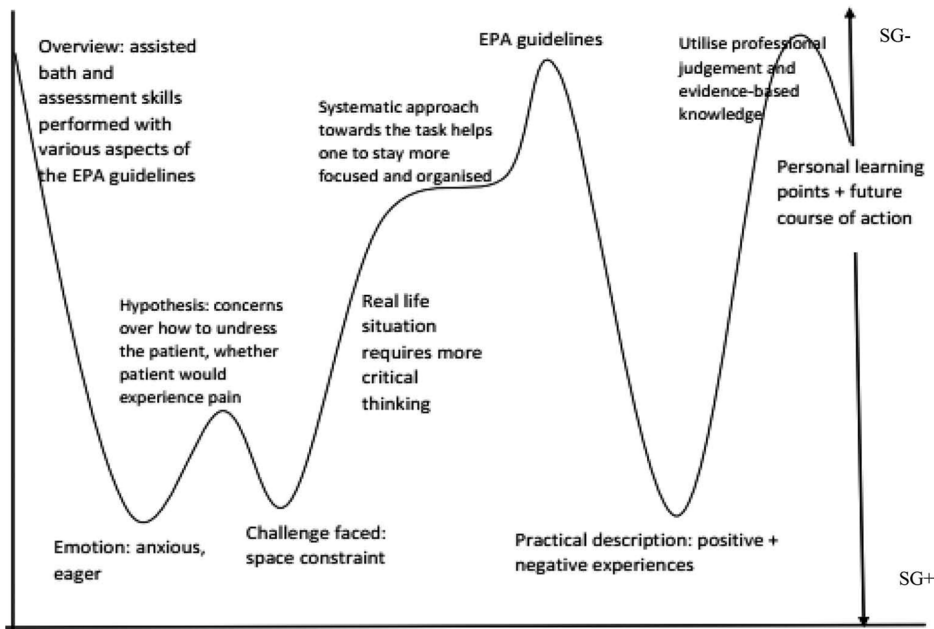 Overview: assisted
bath and
assessment skills
performed with
various aspects of
the EPA guidelines
Hypothesis: concerns
over how to undress
the patient, whether
patient would
experience pain
Emotion: anxious,
eager
Challenge faced:
space constraint
Systematic approach
towards the task helps
one to stay more
focused and organised
Real life
situation
requires more
critical
thinking
EPA guidelines
Practical description: positive +
negative experiences
Utilise professional
judgement and
evidence-based
knowledge
Personal learning
points + future
course of action
SG-
SG+